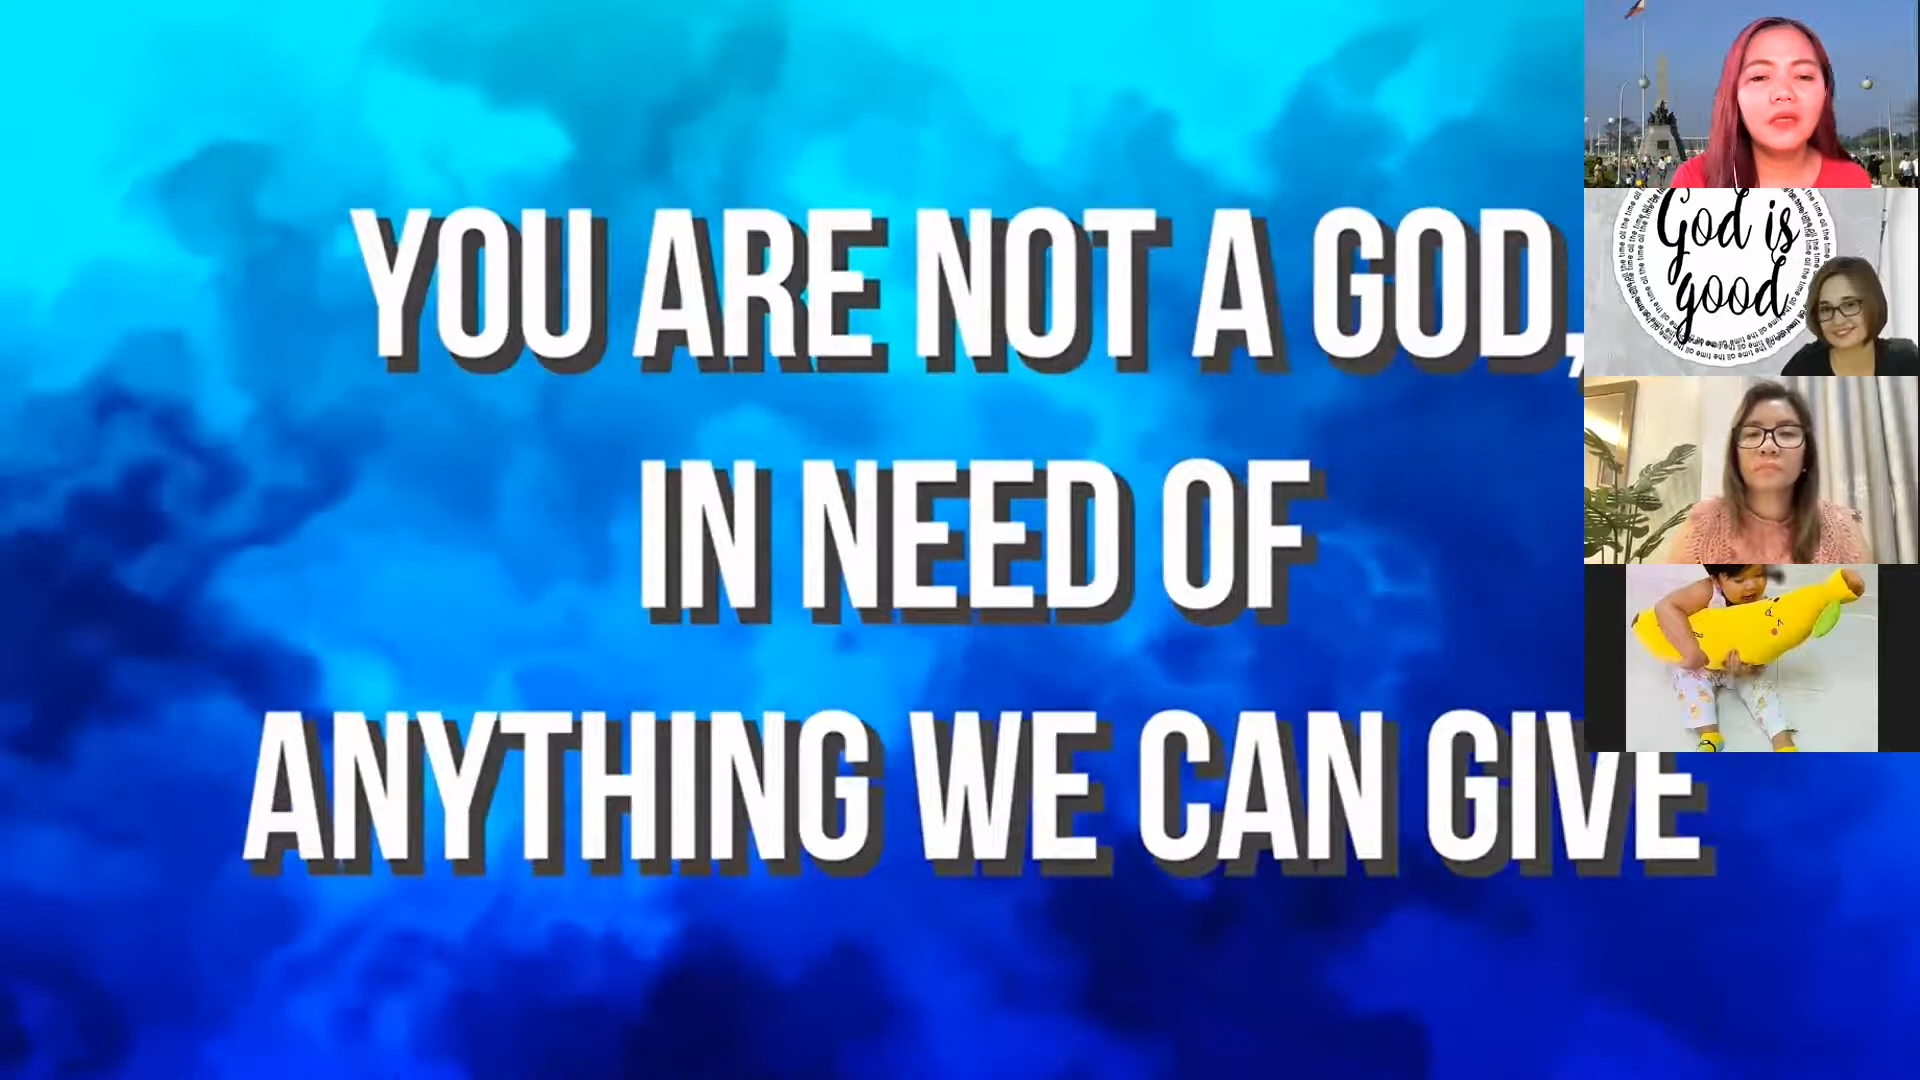 YOU ARE NOT A GOD,
IN NEED OF
ANYTHING WE CAN GIVE
God is
good